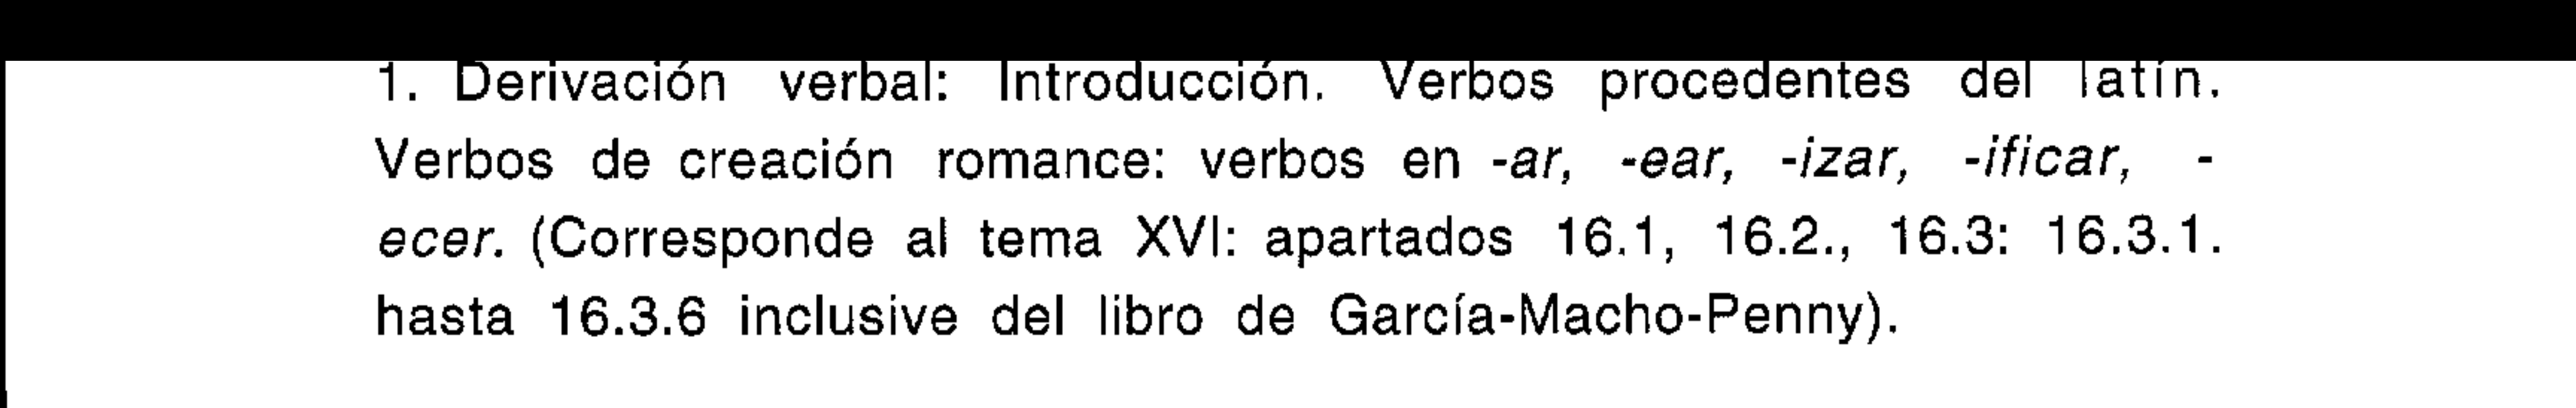 1. Derivación verbal: Introducción. Verbos procedentes del latín.
Verbos de creación romance: verbos en -ar, -ear, -izar, -ificar, -
ecer. (Corresponde al tema XVI: apartados 16.1, 16.2., 16.3: 16.3.1.
hasta 16.3.6 inclusive del libro de García-Macho-Penny).